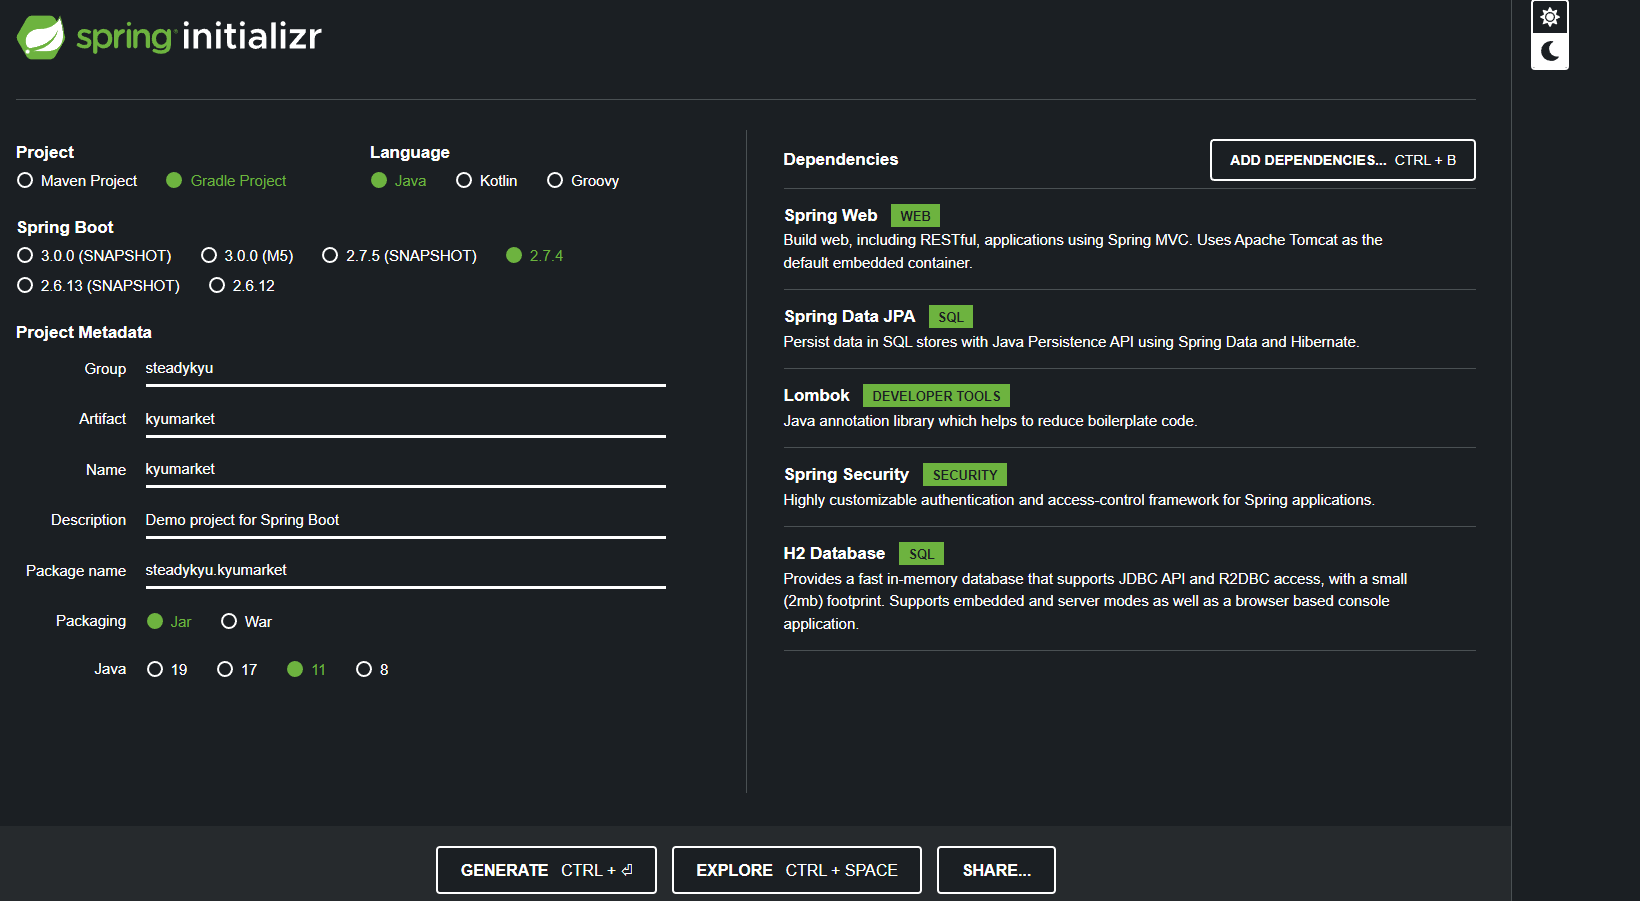 spring initializr
Project
Maven Project Gradle Project
Language
Java Kotlin Groovy
Spring Boot
3.0.0 (SNAPSHOT) 3.0.0 (M5) 2.7.5 (SNAPSHOT) 2.7.4
2.6.13 (SNAPSHOT) 2.6.12
Project Metadata
Group steadykyu
Artifact kyumarket
Name kyumarket
Description Demo project for Spring Boot
Package name steadykyu.kyumarket
Packaging Jar War
Java 19 17 11 8
Dependencies
ADD DEPENDENCIES... CTRL + B
Spring Web WEB
Build web, including RESTful, applications using Spring MVC. Uses Apache Tomcat as the
default embedded container.
Spring Data JPA SQL
Persist data in SQL stores with Java Persistence API using Spring Data and Hibernate.
Lombok DEVELOPER TOOLS
Java annotation library which helps to reduce boilerplate code.
Spring Security SECURITY
Highly customizable authentication and access-control framework for Spring applications.
H2 Database SQL
Provides a fast in-memory database that supports JDBC API and R2DBC access, with a small
(2mb) footprint. Supports embedded and server modes as well as a browser based console
application.
GENERATE CTRL + ⏎
EXPLORE CTRL + SPACE
SHARE...